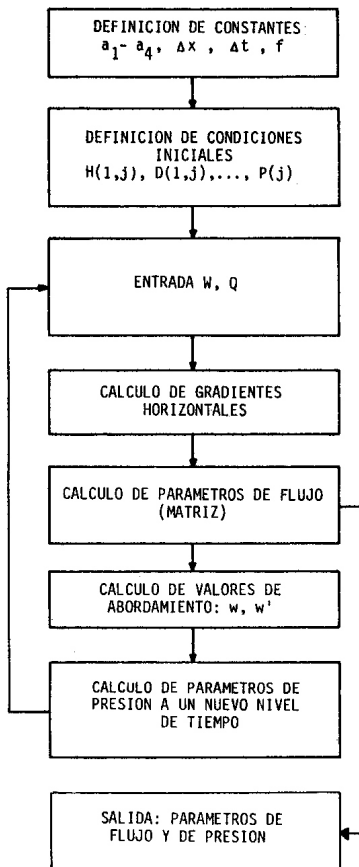 DEFINICION DE CONSTANTES
a₁- a₄, Δx , Δt , f
DEFINICION DE CONDICIONES
INICIALES
H(1,j), D(1,j),..., P(j)
ENTRADA W, Q
CALCULO DE GRADIENTES
HORIZONTALES
CALCULO DE PARAMETROS DE FLUJO
(MATRIZ)
CALCULO DE VALORES DE
ABORDAMIENTO: w, w'
CALCULO DE PARAMETROS DE
PRESION A UN NUEVO NIVEL
DE TIEMPO
SALIDA: PARAMETROS DE
FLUJO Y DE PRESION